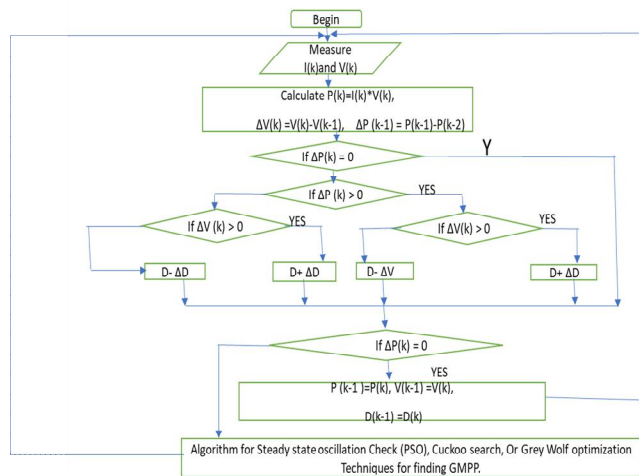 Begin
Measure
I(k)and V(k)
Calculate P(k)=I(k)*V(k),
ΔV(k) =V(k)-V(k-1), ΔP (k-1) = P(k-1)-P(k-2)
If ΔP(k) = 0
Y
If ΔP (k) > 0
YES
If ΔV (k) > 0
YES
If ΔV(k) > 0
YES
D- ΔD
D+ ΔD
D- ΔV
D+ ΔD
If ΔP(k) = 0
YES
P (k-1 )=P(k), V(k-1) =V(k),
D(k-1) =D(k)
Algorithm for Steady state oscillation Check (PSO), Cuckoo search, Or Grey Wolf optimization
Techniques for finding GMPP.